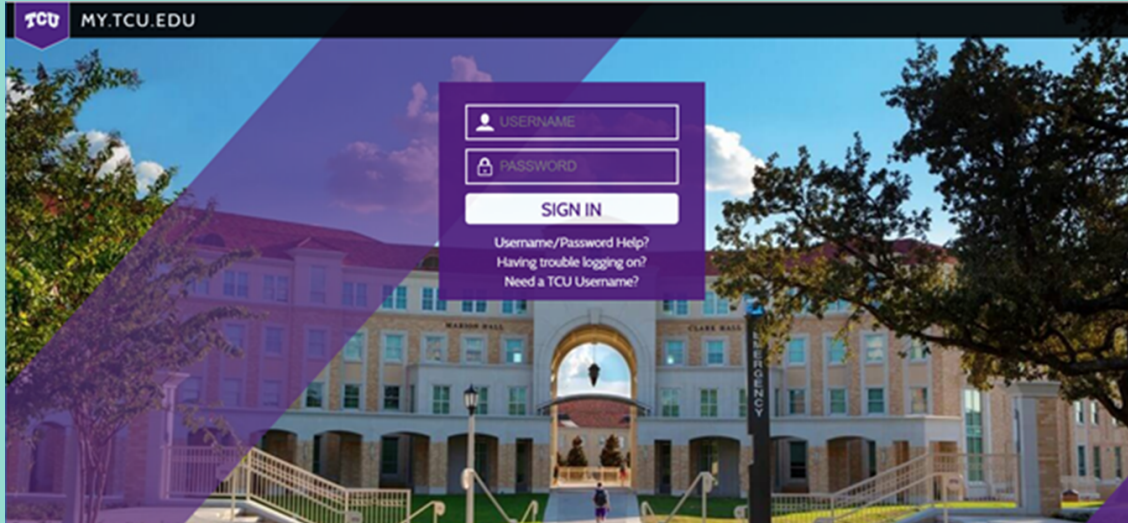 TCU MY.TCU.EDU
USERNAME
PASSWORD
SIGN IN
Username/Password Help?
Having trouble logging on?
Need a TCU Username?
MARION HALL
CLARK HALL
EMERGENCY